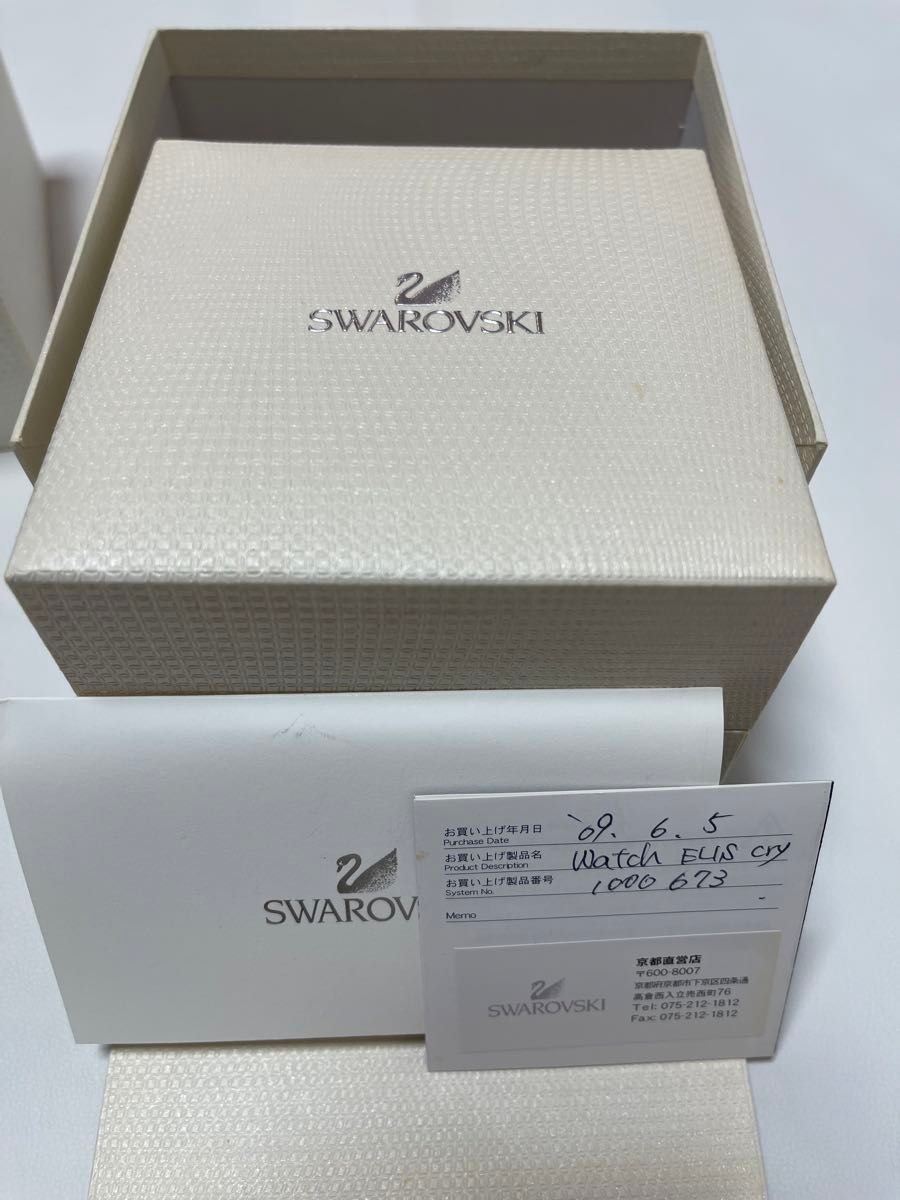 SWAROVSKI
SWAROVS
お買い上げ年月日 '09. 6. 5
Purchase Date
お買い上げ製品名 Watch ELIS cry
Product Description
お買い上げ製品番号 1000 673
System No.
Memo
SWAROVSKI
京都直営店
〒600-8007
京都府京都市下京区四条通
高倉西入立売西町76
Tel: 075-212-1812
Fax: 075-212-1812